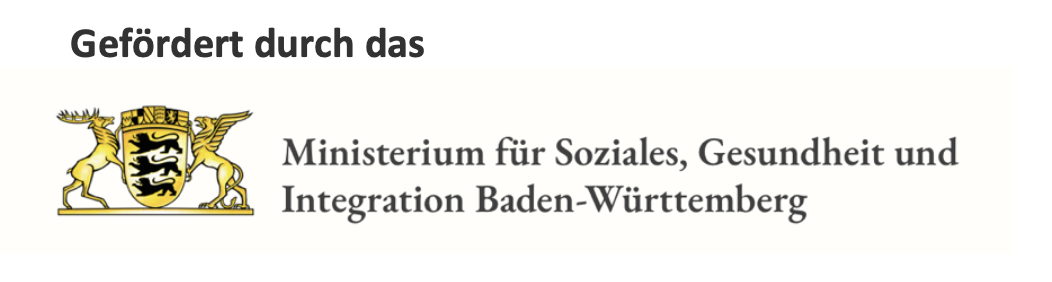 Gefördert durch das
Ministerium für Soziales, Gesundheit und
Integration Baden-Württemberg